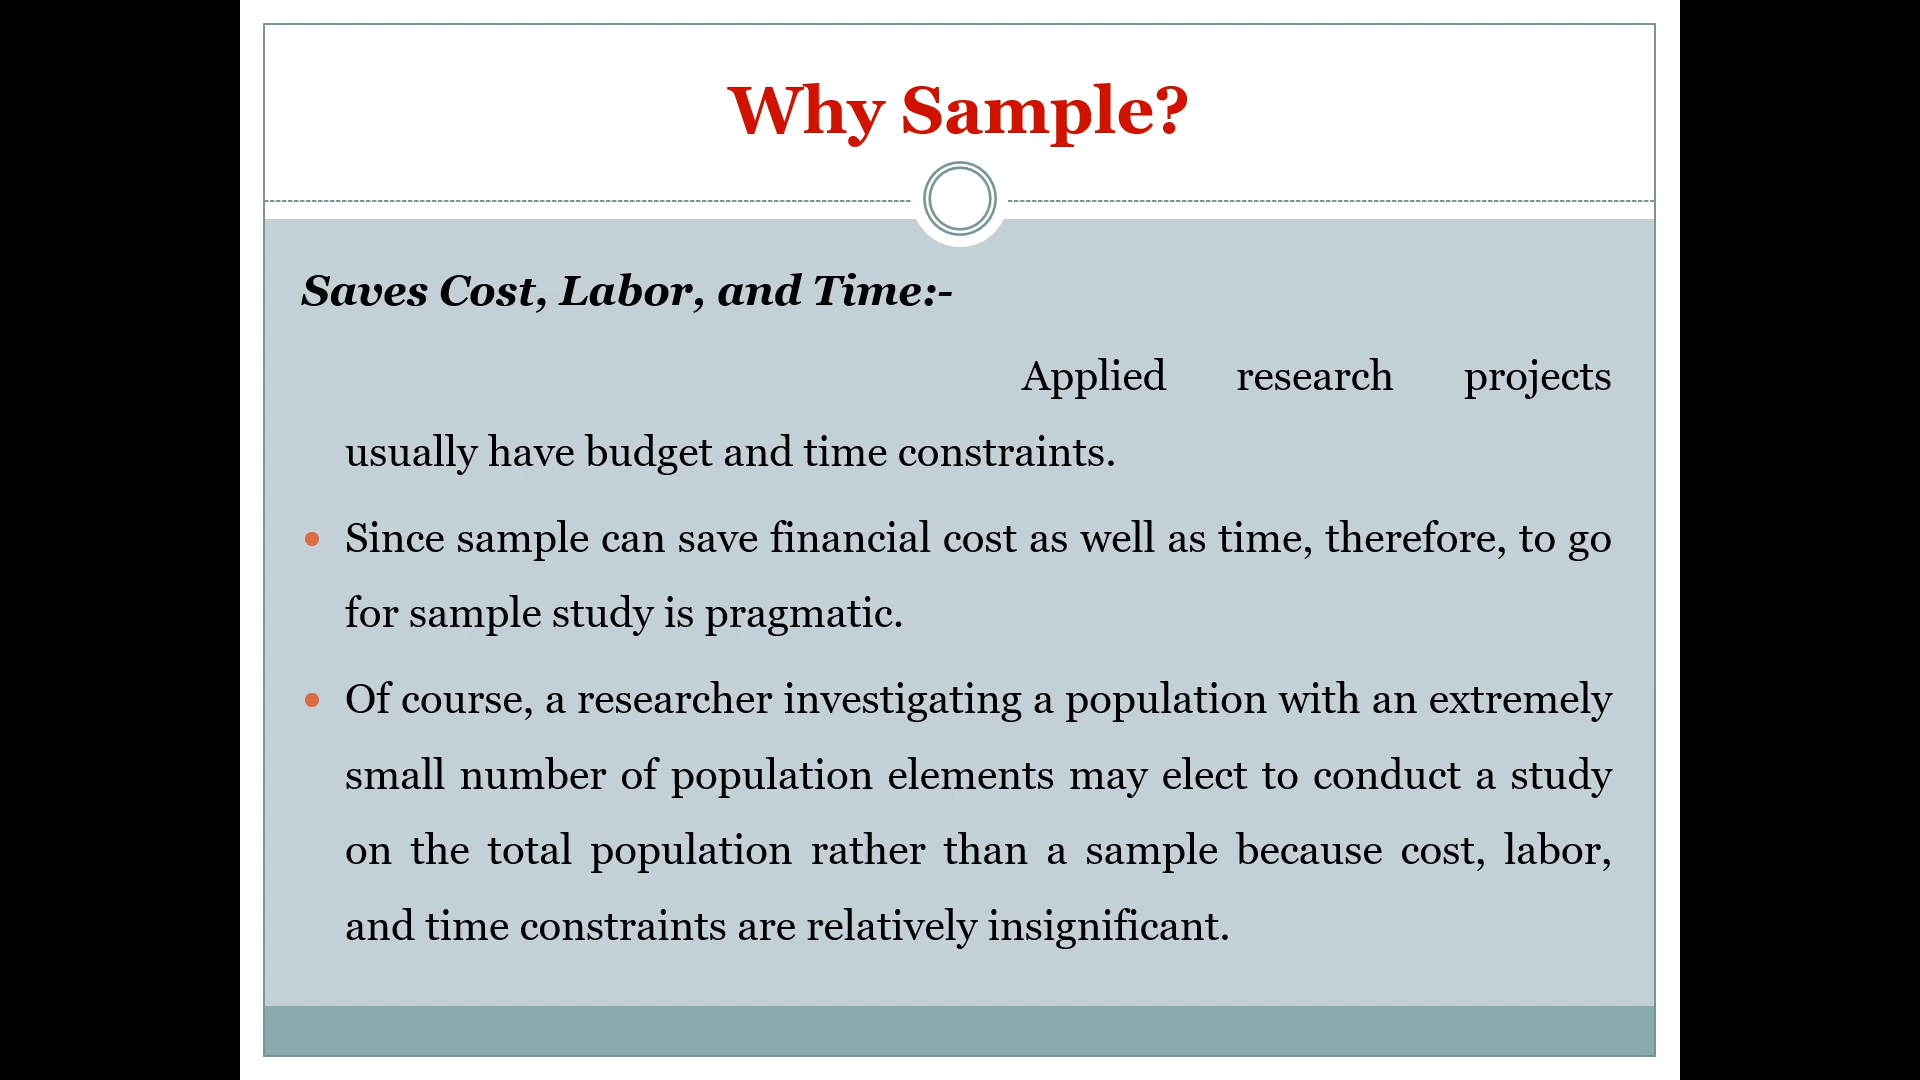 Why Sample?
Saves Cost, Labor, and Time:-
Applied research projects
usually have budget and time constraints.
• Since sample can save financial cost as well as time, therefore, to go
for sample study is pragmatic.
• Of course, a researcher investigating a population with an extremely
small number of population elements may elect to conduct a study
on the total population rather than a sample because cost, labor,
and time constraints are relatively insignificant.